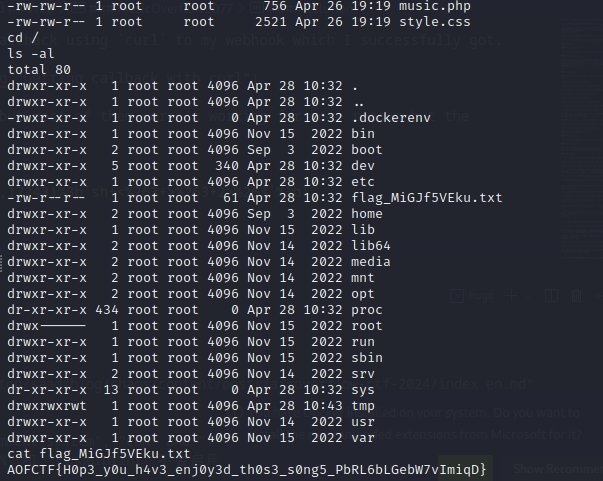 -rw-rw-r-- 1 root root 756 Apr 26 19:19 music.php
-rw-rw-r-- 1 root root 2521 Apr 26 19:19 style.css
cd /
ls -al
total 80
drwxr-xr-x 1 root root 4096 Apr 28 10:32 .
drwxr-xr-x 1 root root 4096 Apr 28 10:32 ..
-rwxr-xr-x 1 root root 0 Apr 28 10:32 .dockerenv
drwxr-xr-x 1 root root 4096 Nov 15 2022 bin
drwxr-xr-x 2 root root 4096 Sep 3 2022 boot
drwxr-xr-x 5 root root 340 Apr 28 10:32 dev
drwxr-xr-x 1 root root 4096 Apr 28 10:32 etc
-rw-r--r-- 1 root root 61 Apr 28 10:32 flag_MiGJf5VEku.txt
drwxr-xr-x 2 root root 4096 Sep 3 2022 home
drwxr-xr-x 1 root root 4096 Nov 15 2022 lib
drwxr-xr-x 2 root root 4096 Nov 14 2022 lib64
drwxr-xr-x 2 root root 4096 Nov 14 2022 media
drwxr-xr-x 2 root root 4096 Nov 14 2022 mnt
drwxr-xr-x 2 root root 4096 Nov 14 2022 opt
dr-xr-xr-x 434 root root 0 Apr 28 10:32 proc
drwx------ 1 root root 4096 Nov 15 2022 root
drwxr-xr-x 1 root root 4096 Nov 15 2022 run
drwxr-xr-x 1 root root 4096 Nov 15 2022 sbin
drwxr-xr-x 2 root root 4096 Nov 14 2022 srv
dr-xr-xr-x 13 root root 0 Apr 28 10:32 sys
drwxrwxrwt 1 root root 4096 Apr 28 10:43 tmp
drwxr-xr-x 1 root root 4096 Nov 14 2022 usr
drwxr-xr-x 1 root root 4096 Nov 15 2022 var
cat flag_MiGJf5VEku.txt
AOFCTF{H0p3_y0u_h4v3_enj0y3d_th0s3_s0ng5_PbRL6bLGebW7vImiqD}